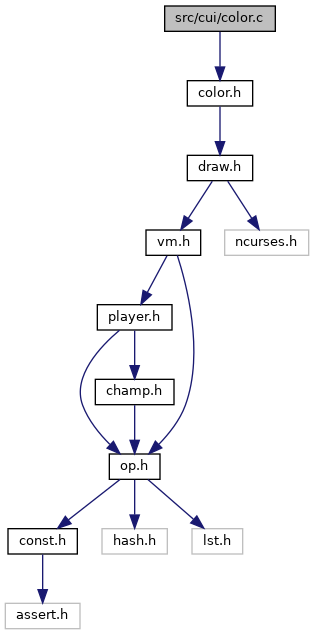 src/cui/color.c
color.h
draw.h
vm.h
ncurses.h
player.h
champ.h
op.h
const.h
hash.h
lst.h
assert.h